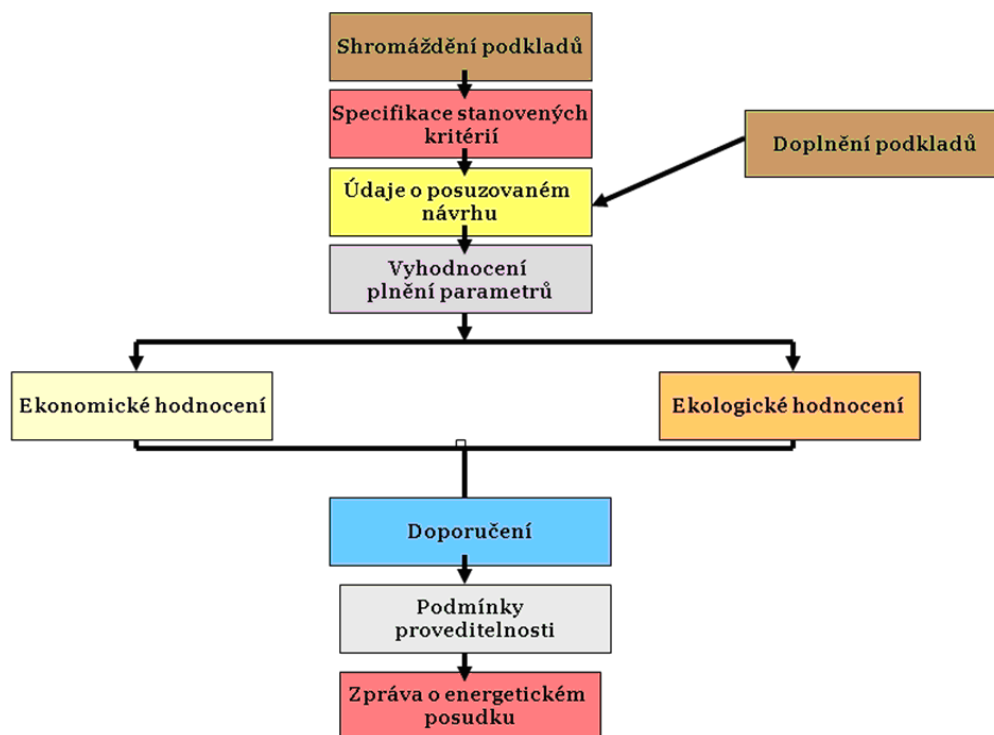 Shromáždění podkladů
Specifikace stanovených
kritérií
Doplnění podkladů
Údaje o posuzovaném
návrhu
Vyhodnocení
plnění parametrů
Ekonomické hodnocení
Ekologické hodnocení
Doporučení
Podmínky
proveditelnosti
Zpráva o energetickém
posudku